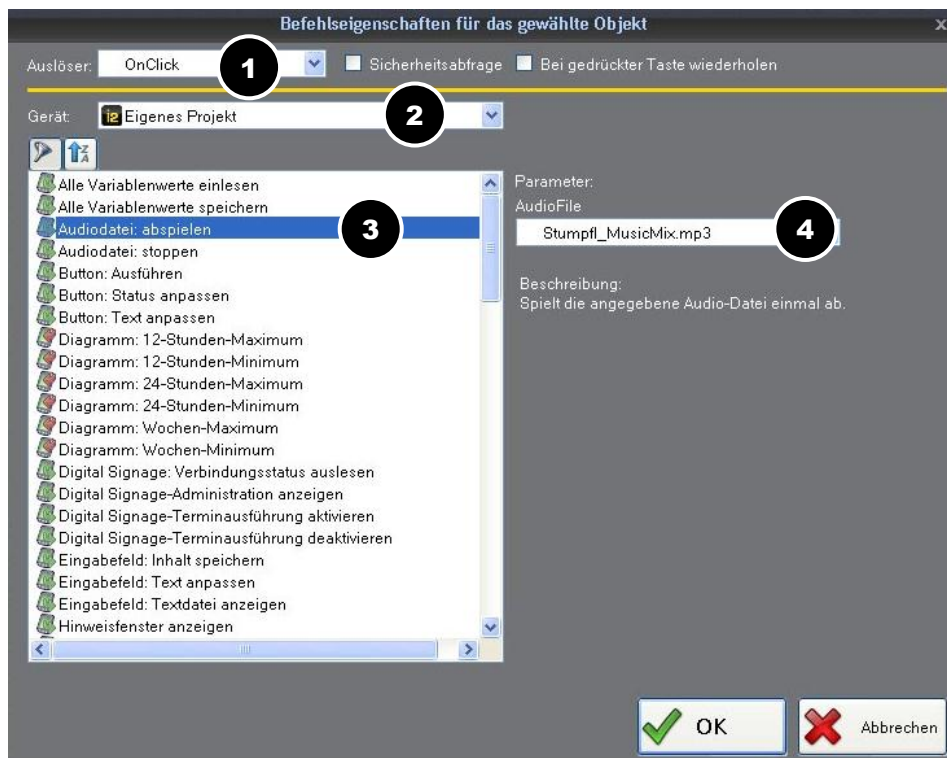 Befehlseigenschaften für das gewählte Objekt
x
Auslöser: OnClick 1 Sicherheitsabfrage Bei gedrückter Taste wiederholen
Gerät: i2 Eigenes Projekt 2
Z A
Alle Variablenwerte einlesen
Alle Variablenwerte speichern
Audiodatei: abspielen 3
Audiodatei: stoppen
Button: Ausführen
Button: Status anpassen
Button: Text anpassen
Diagramm: 12-Stunden-Maximum
Diagramm: 12-Stunden-Minimum
Diagramm: 24-Stunden-Maximum
Diagramm: 24-Stunden-Minimum
Diagramm: Wochen-Maximum
Diagramm: Wochen-Minimum
Digital Signage: Verbindungsstatus auslesen
Digital Signage-Administration anzeigen
Digital Signage-Terminausführung aktivieren
Digital Signage-Terminausführung deaktivieren
Eingabefeld: Inhalt speichern
Eingabefeld: Text anpassen
Eingabefeld: Textdatei anzeigen
Hinweisfenster anzeigen
Parameter:
AudioFile
Stumpfl_MusicMix.mp3 4
Beschreibung:
Spielt die angegebene Audio-Datei einmal ab.
OK
Abbrechen